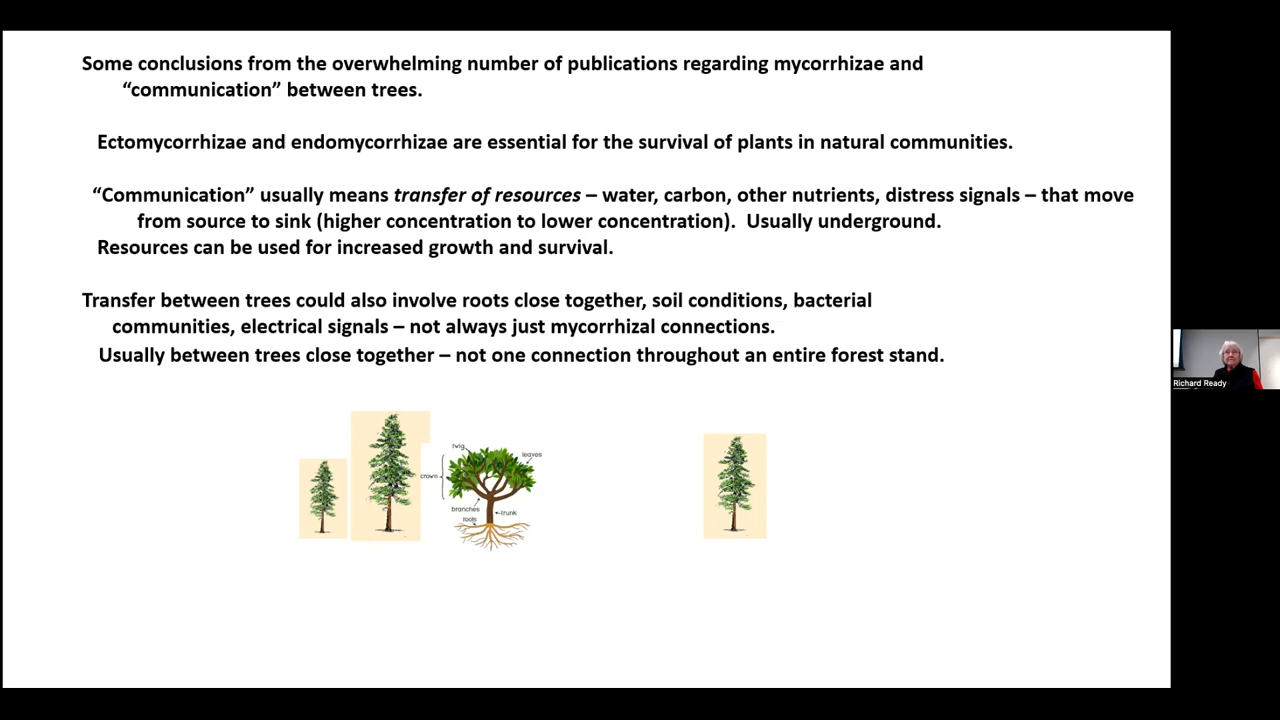 Some conclusions from the overwhelming number of publications regarding mycorrhizae and
“communication” between trees.
Ectomycorrhizae and endomycorrhizae are essential for the survival of plants in natural communities.
“Communication” usually means transfer of resources – water, carbon, other nutrients, distress signals – that move
from source to sink (higher concentration to lower concentration).  Usually underground.
Resources can be used for increased growth and survival.
Transfer between trees could also involve roots close together, soil conditions, bacterial
communities, electrical signals – not always just mycorrhizal connections.
Usually between trees close together – not one connection throughout an entire forest stand.
twig
leaves
crown
branches
trunk
roots
Richard Ready